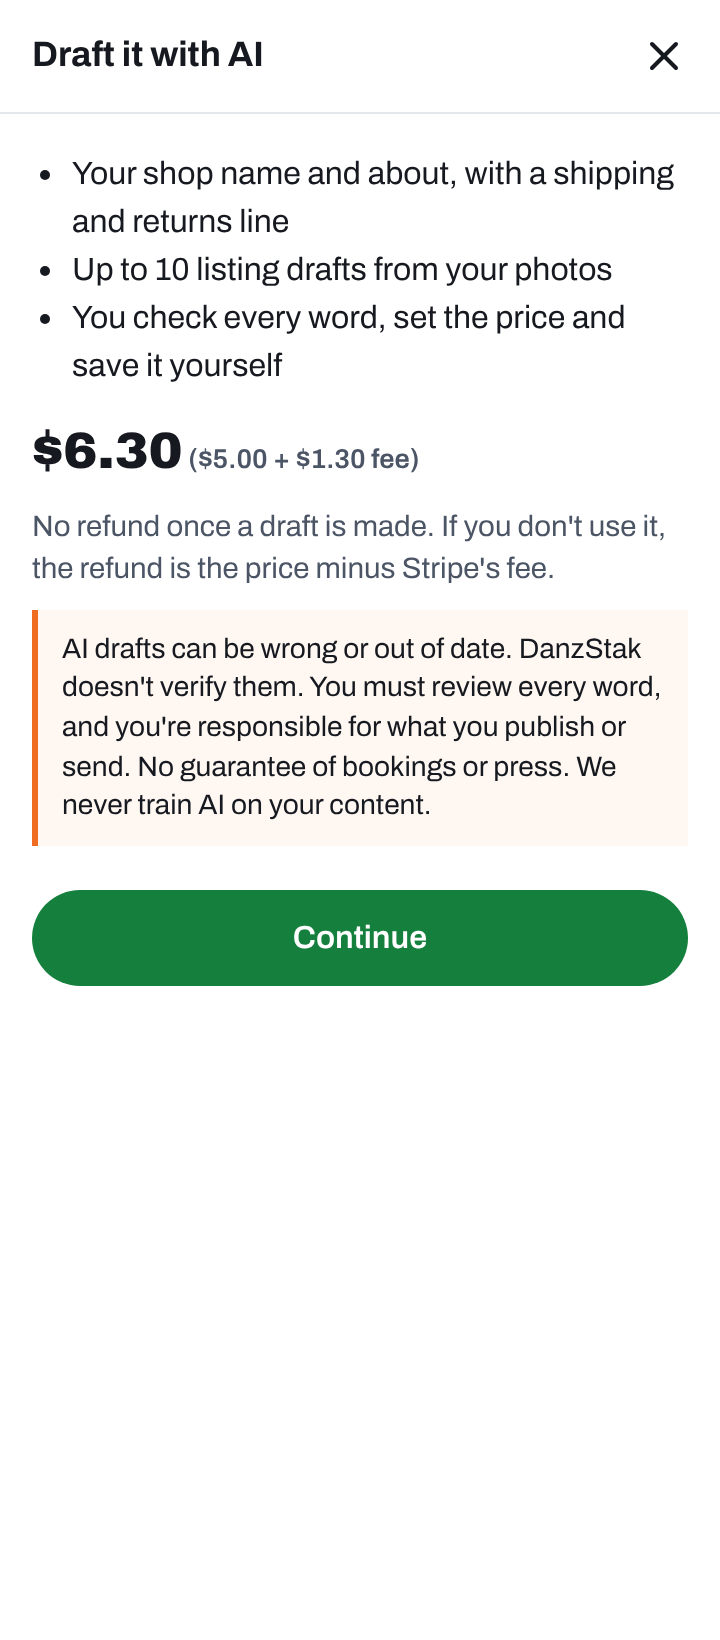 Draft it with AI
• Your shop name and about, with a shipping
and returns line
• Up to 10 listing drafts from your photos
• You check every word, set the price and
save it yourself
$6.30 ($5.00 + $1.30 fee)
No refund once a draft is made. If you don't use it,
the refund is the price minus Stripe's fee.
AI drafts can be wrong or out of date. DanzStak
doesn't verify them. You must review every word,
and you're responsible for what you publish or
send. No guarantee of bookings or press. We
never train AI on your content.
Continue